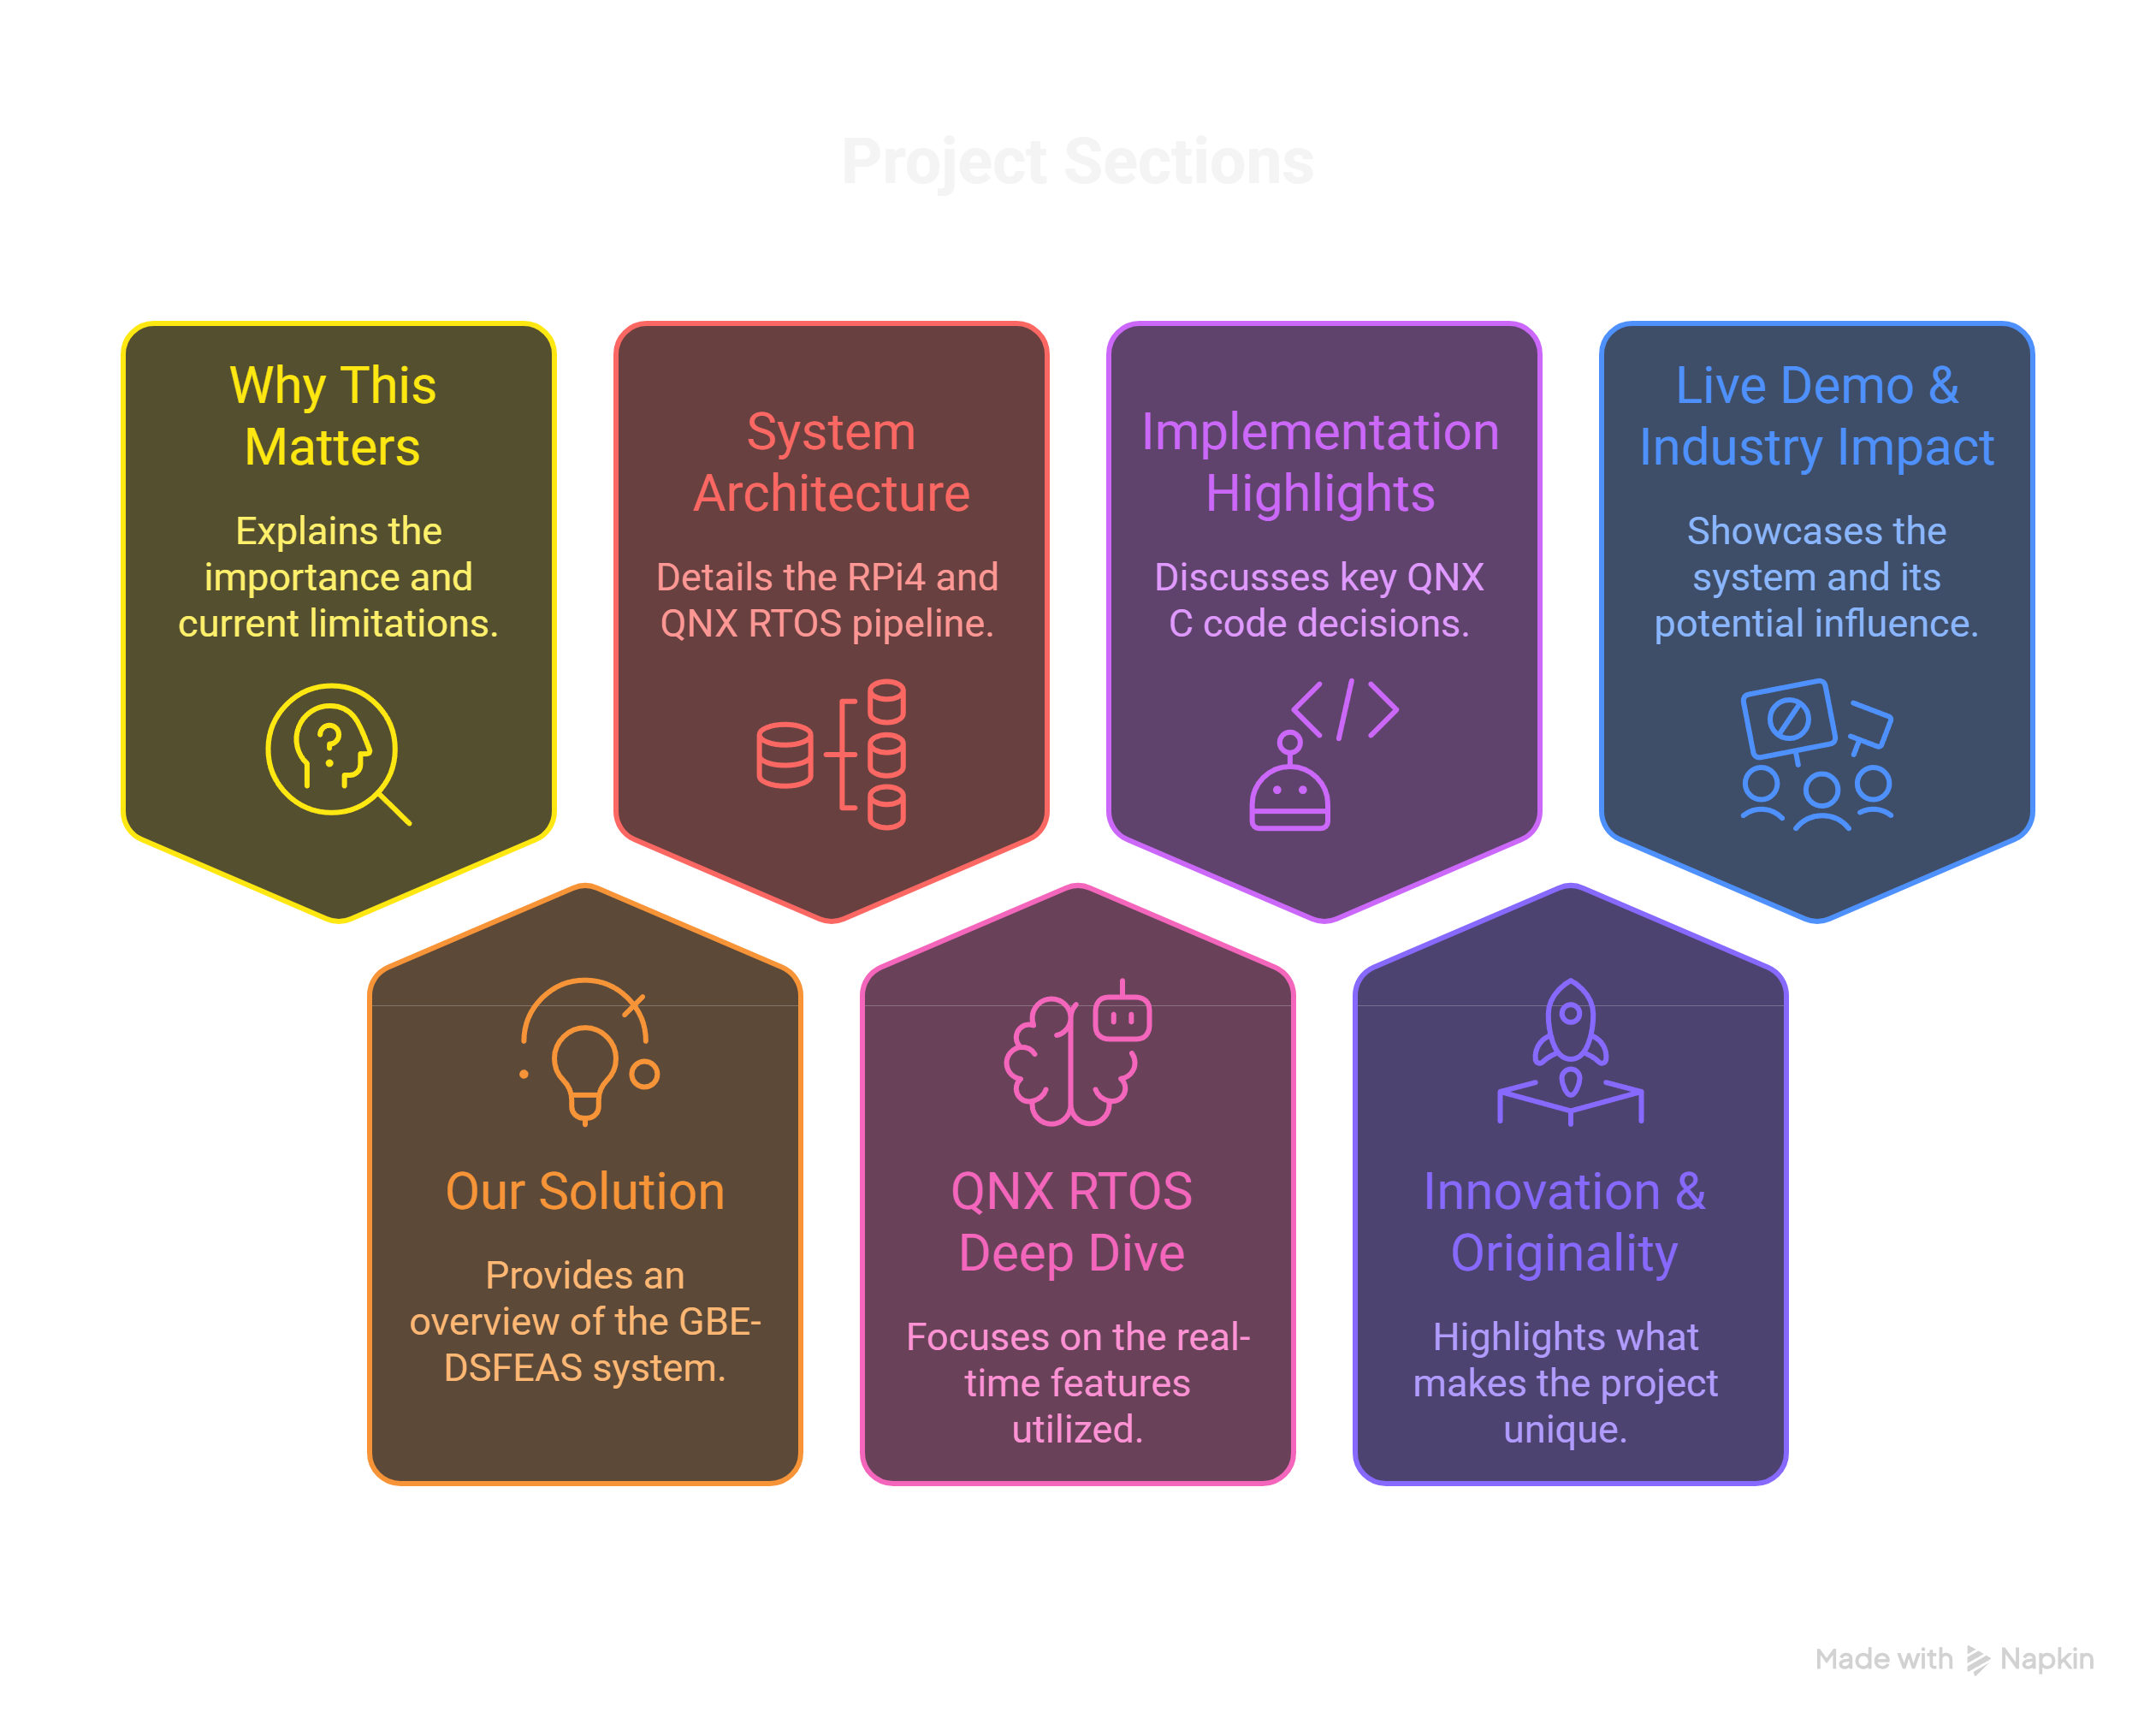 Project Sections
Why This
Matters
Explains the
importance and
current limitations.
System
Architecture
Details the RPi4 and
QNX RTOS pipeline.
Implementation
Highlights
Discusses key QNX
C code decisions.
Live Demo &
Industry Impact
Showcases the
system and its
potential influence.
Our Solution
Provides an
overview of the GBE-
DSFEAS system.
QNX RTOS
Deep Dive
Focuses on the real-
time features
utilized.
Innovation &
Originality
Highlights what
makes the project
unique.
Made with Napkin